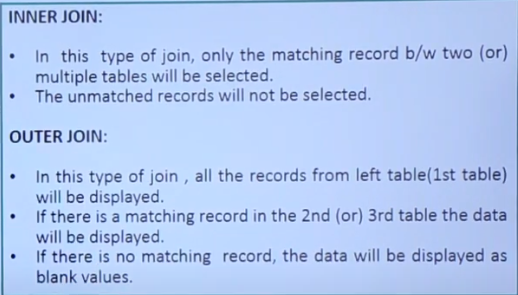 INNER JOIN:
• In this type of join, only the matching record b/w two (or)
multiple tables will be selected.
• The unmatched records will not be selected.
OUTER JOIN:
• In this type of join , all the records from left table(1st table)
will be displayed.
• If there is a matching record in the 2nd (or) 3rd table the data
will be displayed.
• If there is no matching record, the data will be displayed as
blank values.